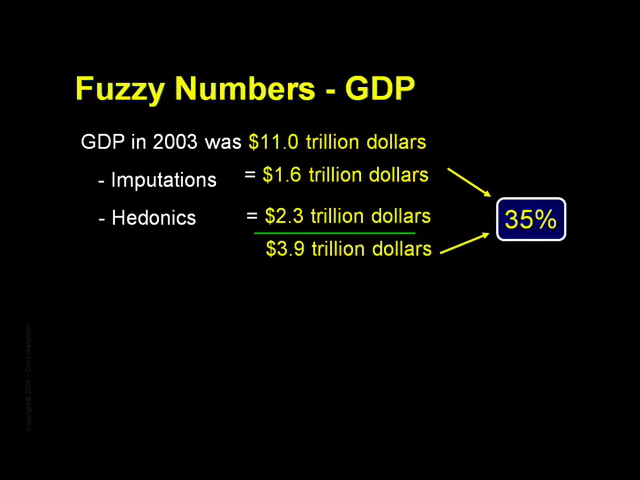 Fuzzy Numbers - GDP
GDP in 2003 was $11.0 trillion dollars
- Imputations = $1.6 trillion dollars
- Hedonics = $2.3 trillion dollars
$3.9 trillion dollars
35%